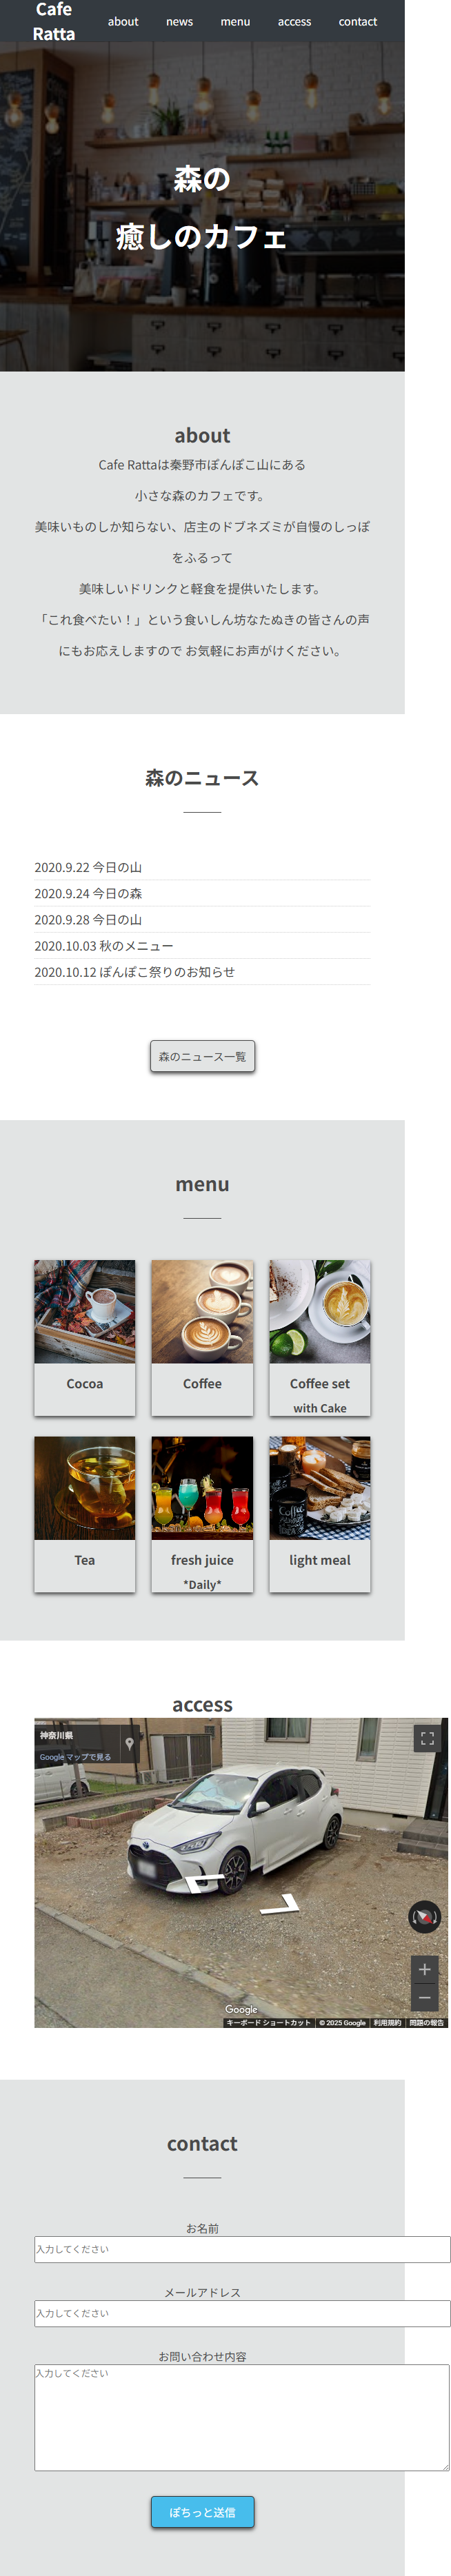 Cafe
Ratta
about
news
menu
access
contact
森の
癒しのカフェ
about
Cafe Rattaは秦野市ぽんぽこ山にある
小さな森のカフェです。
美味いものしか知らない、店主のドブネズミが自慢のしっぽ
をふるって
美味しいドリンクと軽食を提供いたします。
「これ食べたい！」という食いしん坊なたぬきの皆さんの声
にもお応えしますので お気軽にお声がけください。
森のニュース
2020.9.22 今日の山
2020.9.24 今日の森
2020.9.28 今日の山
2020.10.03 秋のメニュー
2020.10.12 ぽんぽこ祭りのお知らせ
森のニュース一覧
menu
Cocoa
Coffee
Coffee set
with Cake
Coffee
Tea
fresh juice
*Daily*
light meal
access
神奈川県
Google マップで見る
Google
キーボード ショートカット
© 2025 Google
利用規約
問題の報告
contact
お名前
入力してください
メールアドレス
入力してください
お問い合わせ内容
入力してください
ぽちっと送信